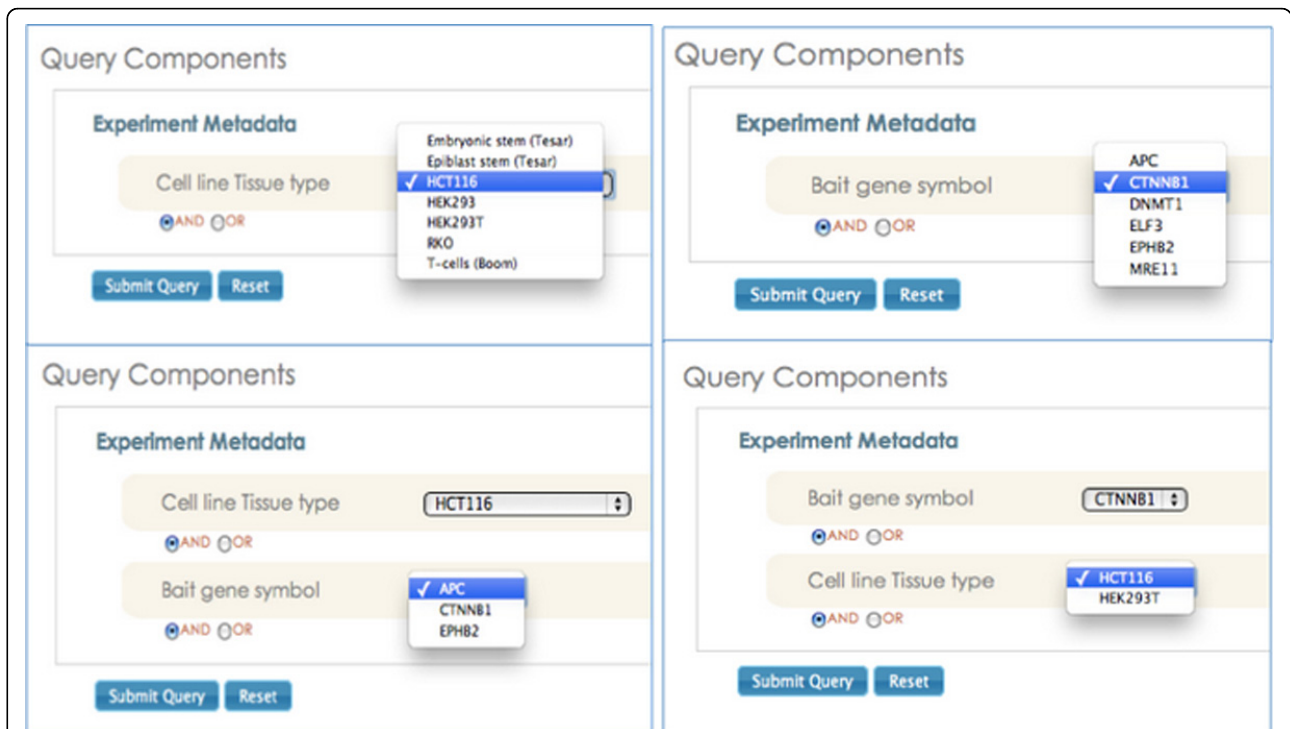 Query Components
Experiment Metadata
Cell line Tissue type
Embryonic stem (Tesar)
Epiblast stem (Tesar)
✓ HCT116
HEK293
HEK293T
RKO
T-cells (Boom)
AND OR
Submit Query Reset
Query Components
Experiment Metadata
Bait gene symbol
APC
✓ CTNNB1
DNMT1
ELF3
EPHB2
MRE11
AND OR
Submit Query Reset
Query Components
Experiment Metadata
Cell line Tissue type HCT116
AND OR
Bait gene symbol
✓ APC
CTNNB1
EPHB2
AND OR
Submit Query Reset
Query Components
Experiment Metadata
Bait gene symbol CTNNB1
AND OR
Cell line Tissue type
✓ HCT116
HEK293T
AND OR
Submit Query Reset